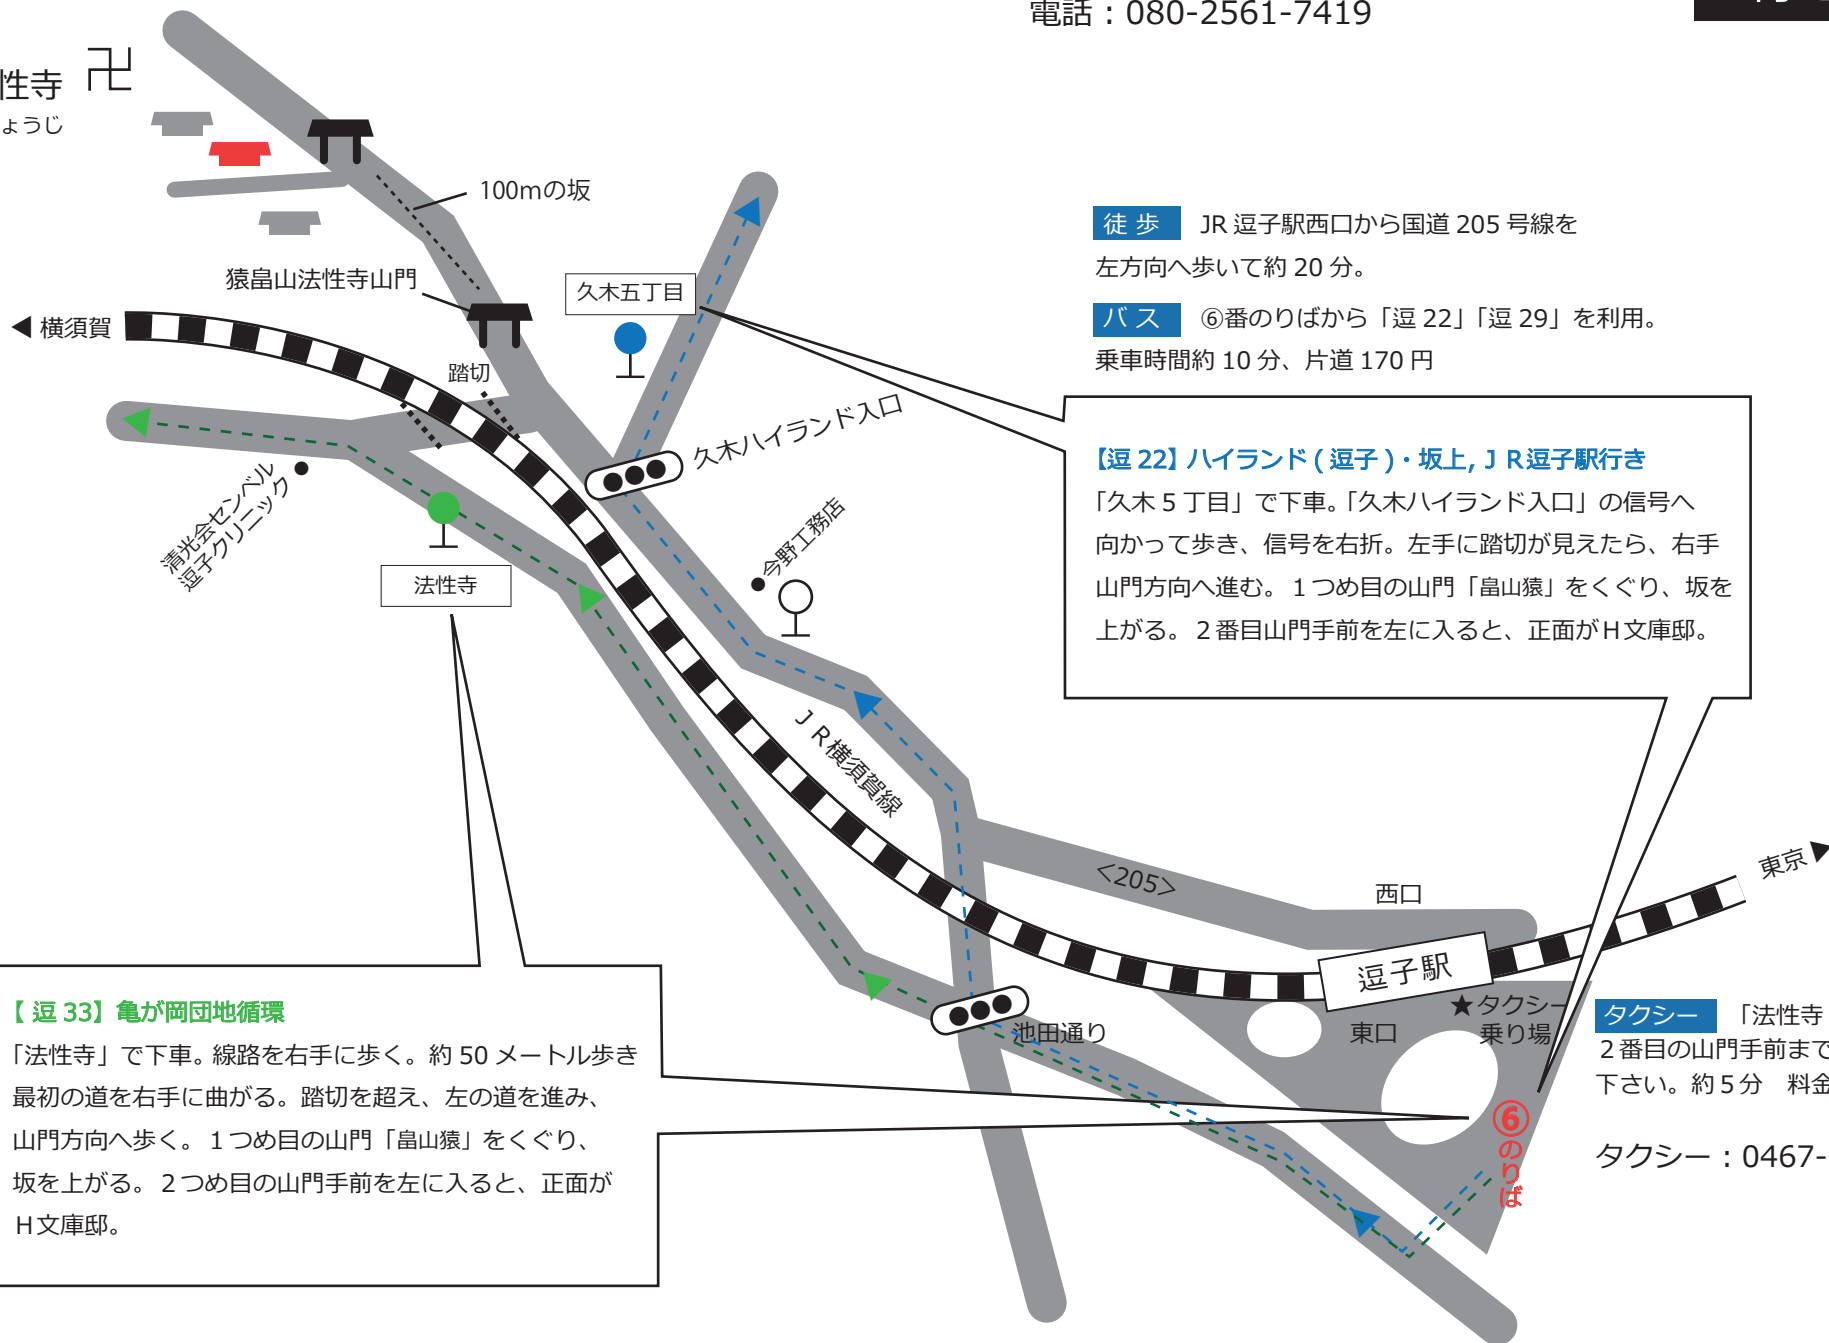 電話：080-2561-7419
性寺
ょうじ
100mの坂
猿畠山法性寺山門
◀ 横須賀
久木五丁目
踏切
久木ハイランド入口
清光会センペル
逗子クリニック
法性寺
今野工務店
ＪＲ横須賀線
徒 歩 JR 逗子駅西口から国道 205 号線を
左方向へ歩いて約 20 分。
バ ス ⑥番のりばから「逗 22」「逗 29」を利用。
乗車時間約 10 分、片道 170 円
【逗 22】ハイランド ( 逗子 )・坂上, ＪＲ逗子駅行き
「久木 5 丁目」で下車。「久木ハイランド入口」の信号へ
向かって歩き、信号を右折。左手に踏切が見えたら、右手
山門方向へ進む。１つめ目の山門「畠山猿」をくぐり、坂を
上がる。２番目山門手前を左に入ると、正面がＨ文庫邸。
<205>
西口
東京 ▶
逗子駅
★タクシー
乗り場
東口
池田通り
⑥のりば
タクシー 「法性寺
２番目の山門手前まで
下さい。約５分　料金
タクシー：0467-
【 逗 33】亀が岡団地循環
「法性寺」で下車。線路を右手に歩く。約 50 メートル歩き
最初の道を右手に曲がる。踏切を超え、左の道を進み、
山門方向へ歩く。１つめ目の山門「畠山猿」をくぐり、
坂を上がる。２つめ目の山門手前を左に入ると、正面が
Ｈ文庫邸。